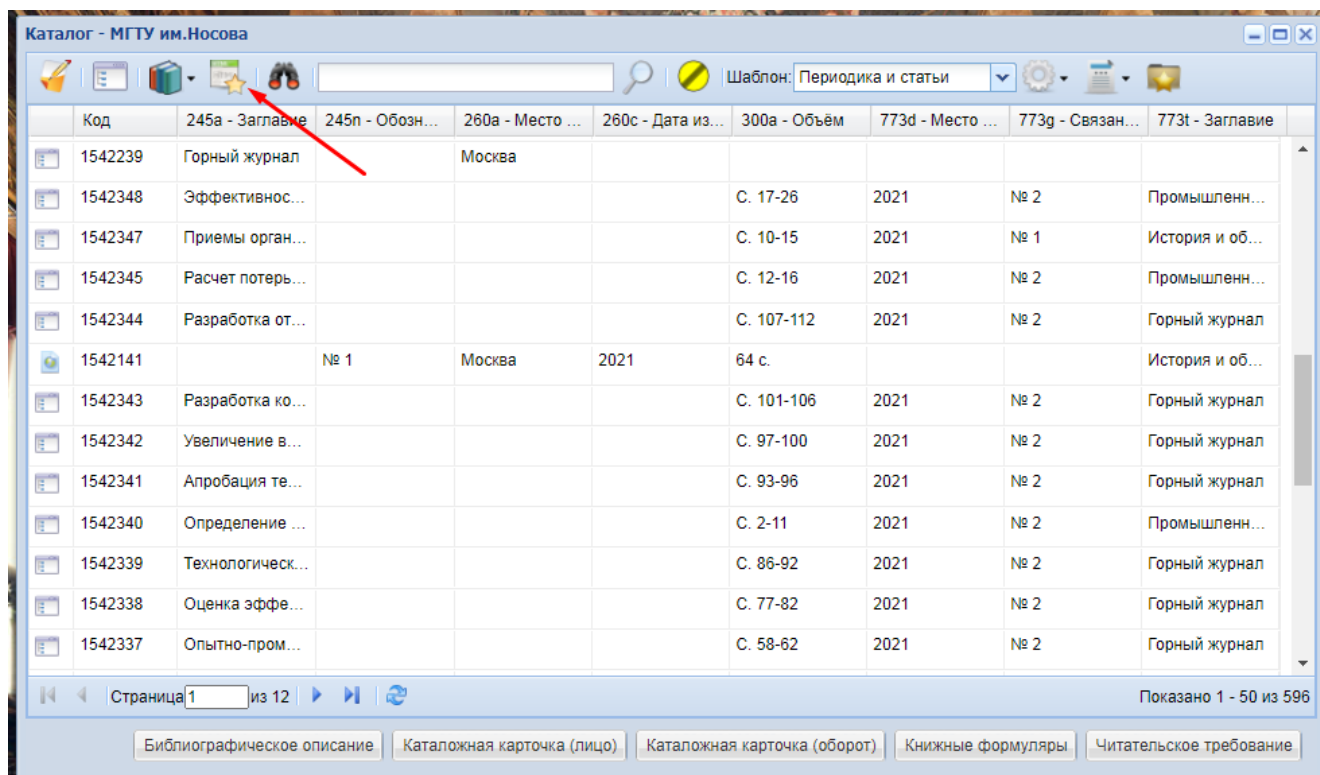 Каталог - МГТУ им.Носова
Шаблон: Периодика и статьи
Код 245a - Заглавие 245n - Обозн... 260a - Место ... 260c - Дата из... 300a - Объём 773d - Место ... 773g - Связан... 773t - Заглавие
1542239 Горный журнал Москва
1542348 Эффективнос... С. 17-26 2021 № 2 Промышленн...
1542347 Приемы орган... С. 10-15 2021 № 1 История и об...
1542345 Расчет потерь... С. 12-16 2021 № 2 Промышленн...
1542344 Разработка от... С. 107-112 2021 № 2 Горный журнал
1542141 № 1 Москва 2021 64 с. История и об...
1542343 Разработка ко... С. 101-106 2021 № 2 Горный журнал
1542342 Увеличение в... С. 97-100 2021 № 2 Горный журнал
1542341 Апробация те... С. 93-96 2021 № 2 Горный журнал
1542340 Определение ... С. 2-11 2021 № 2 Промышленн...
1542339 Технологическ... С. 86-92 2021 № 2 Горный журнал
1542338 Оценка эффе... С. 77-82 2021 № 2 Горный журнал
1542337 Опытно-пром... С. 58-62 2021 № 2 Горный журнал
Страница 1 из 12 Показано 1 - 50 из 596
Библиографическое описание Каталожная карточка (лицо) Каталожная карточка (оборот) Книжные формуляры Читательское требование